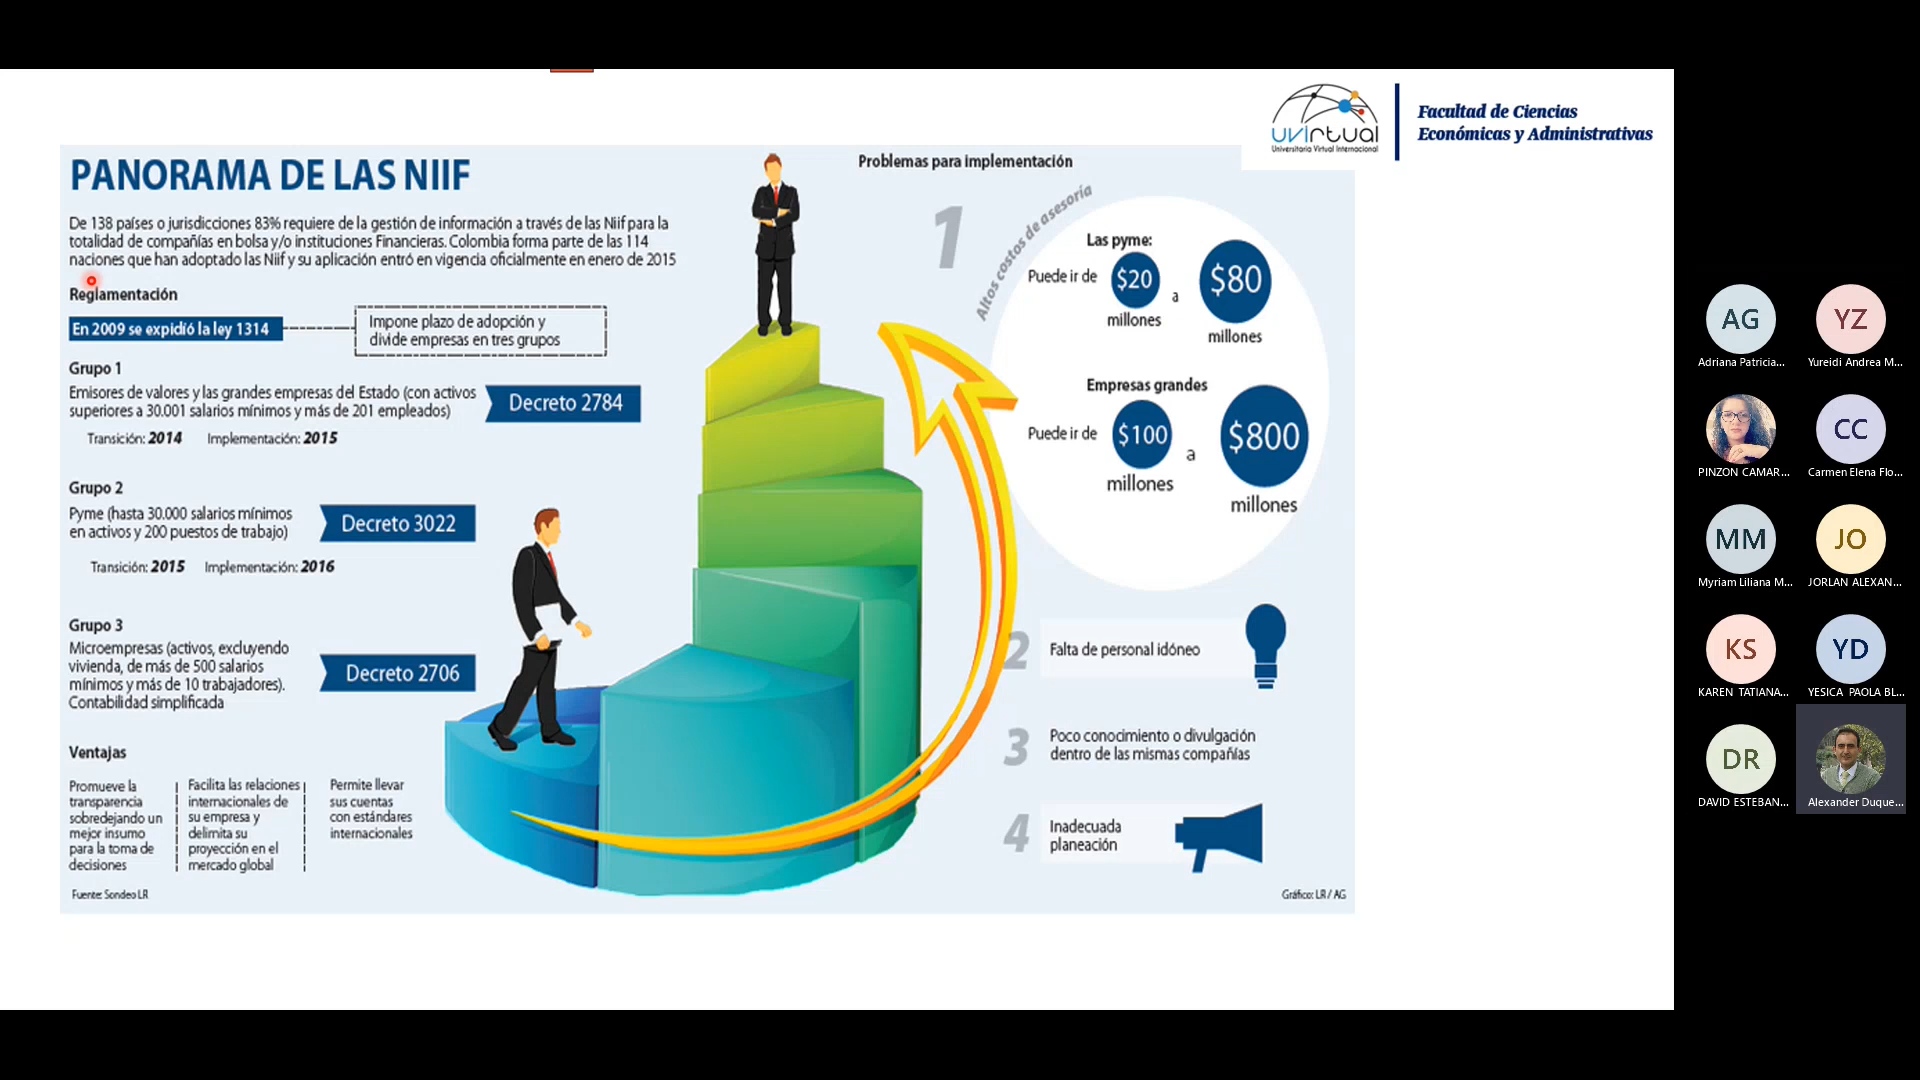 uvirtual
Universitaria Virtual Internacional
Facultad de Ciencias
Económicas y Administrativas
PANORAMA DE LAS NIIF
De 138 países o jurisdicciones 83% requiere de la gestión de información a través de las Niif para la
totalidad de compañías en bolsa y/o instituciones Financieras. Colombia forma parte de las 114
naciones que han adoptado las Niif y su aplicación entró en vigencia oficialmente en enero de 2015
Reglamentación
En 2009 se expidió la ley 1314
Impone plazo de adopción y
divide empresas en tres grupos
Grupo 1
Emisores de valores y las grandes empresas del Estado (con activos
superiores a 30.001 salarios mínimos y más de 201 empleados)
Decreto 2784
Transición: 2014 Implementación: 2015
Grupo 2
Pyme (hasta 30.000 salarios mínimos
en activos y 200 puestos de trabajo)
Decreto 3022
Transición: 2015 Implementación: 2016
Grupo 3
Microempresas (activos, excluyendo
vivienda, de más de 500 salarios
mínimos y más de 10 trabajadores).
Contabilidad simplificada
Decreto 2706
Ventajas
Promueve la
transparencia
sobredejando un
mejor insumo
para la toma de
decisiones
Facilita las relaciones
internacionales de
su empresa y
delimita su
proyección en el
mercado global
Permite llevar
sus cuentas
con estándares
internacionales
Fuente: Sondeo LR
Problemas para implementación
1
Altos costos de asesoría
Las pyme:
Puede ir de
$20
millones
a
$80
millones
Empresas grandes
Puede ir de
$100
millones
a
$800
millones
2
Falta de personal idóneo
3
Poco conocimiento o divulgación
dentro de las mismas compañías
4
Inadecuada
planeación
Gráfico: LR / AG
AG
Adriana Patricia...
YZ
Yureidi Andrea M...
PINZON CAMAR...
CC
Carmen Elena Flo...
MM
Myriam Liliana M...
JO
JORLAN ALEXAN...
KS
KAREN TATIANA...
YD
YESICA PAOLA BL...
DR
DAVID ESTEBAN...
Alexander Duque...